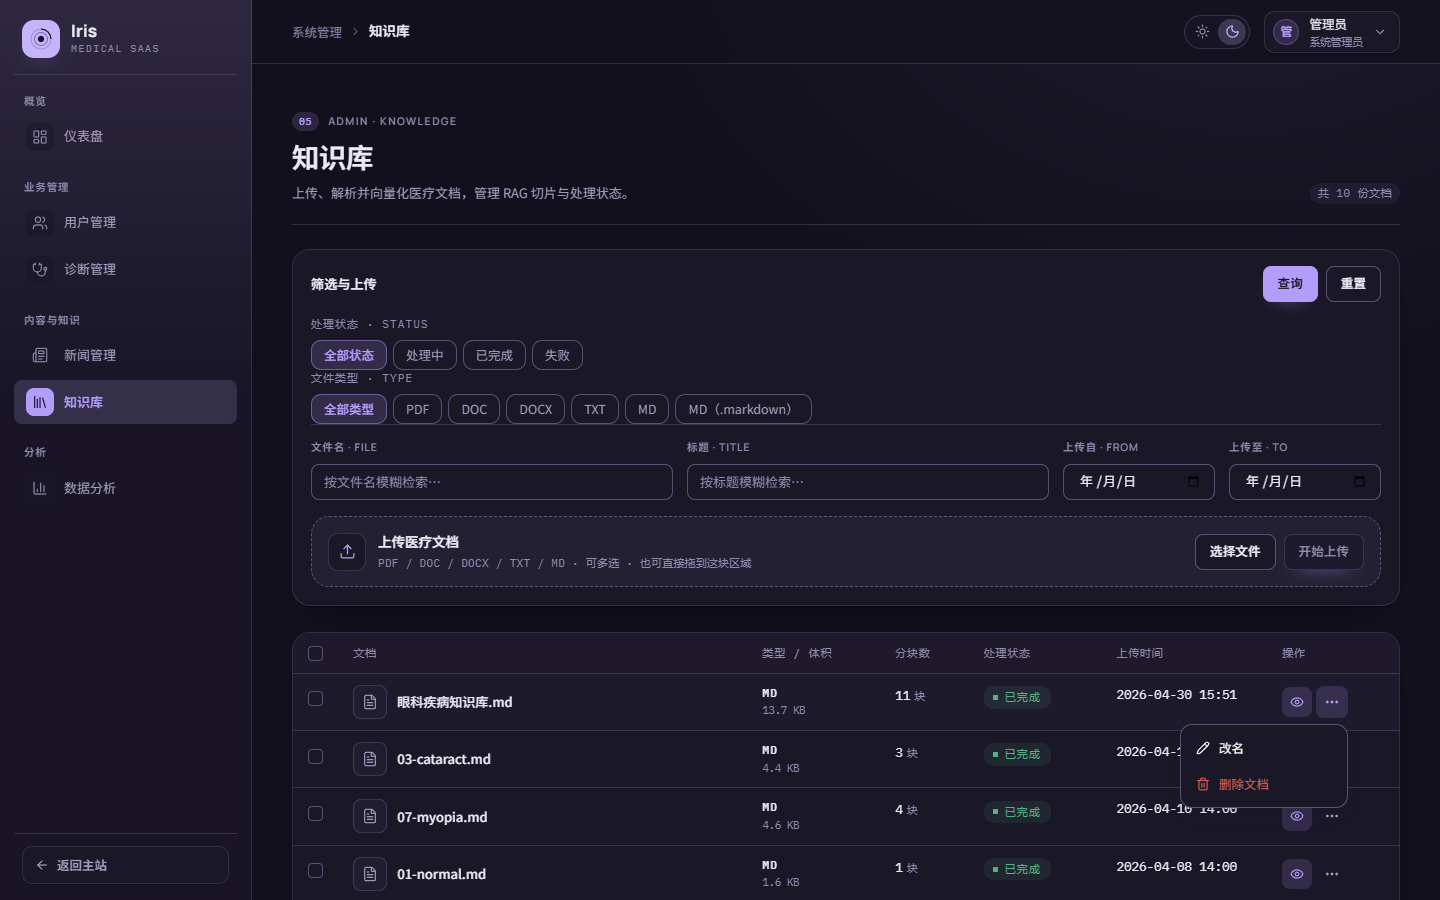 Iris
MEDICAL SAAS
概览
仪表盘
业务管理
用户管理
诊断管理
内容与知识
新闻管理
知识库
分析
数据分析
返回主站
系统管理 > 知识库
管
管理员
系统管理员
05 ADMIN · KNOWLEDGE
知识库
上传、解析并向量化医疗文档，管理 RAG 切片与处理状态。
共 10 份文档
筛选与上传
查询 重置
处理状态 · STATUS
全部状态 处理中 已完成 失败
文件类型 · TYPE
全部类型 PDF DOC DOCX TXT MD MD（.markdown）
文件名 · FILE 标题 · TITLE 上传自 · FROM 上传至 · TO
按文件名模糊检索… 按标题模糊检索… 年/月/日 年/月/日
上传医疗文档
PDF / DOC / DOCX / TXT / MD · 可多选 · 也可直接拖到这块区域
选择文件 开始上传
文档 类型 / 体积 分块数 处理状态 上传时间 操作
眼科疾病知识库.md MD 13.7 KB 11 块 已完成 2026-04-30 15:51
改名
删除文档
03-cataract.md MD 4.4 KB 3 块 已完成 2026-04-
07-myopia.md MD 4.6 KB 4 块 已完成 2026-04-10 14:00
01-normal.md MD 1.6 KB 1 块 已完成 2026-04-08 14:00